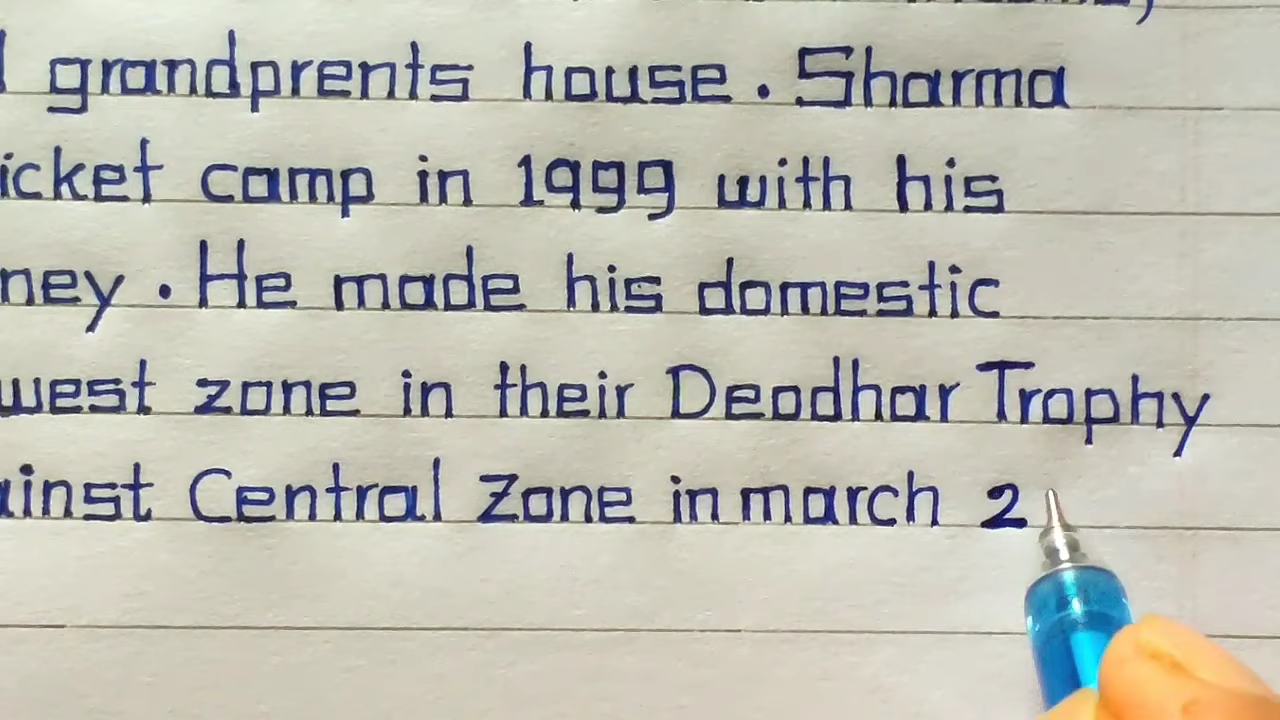 grandprents house. Sharma
icket camp in 1999 with his
ney. He made his domestic
west zone in their Deodhar Trophy
inst Central Zone in march 2